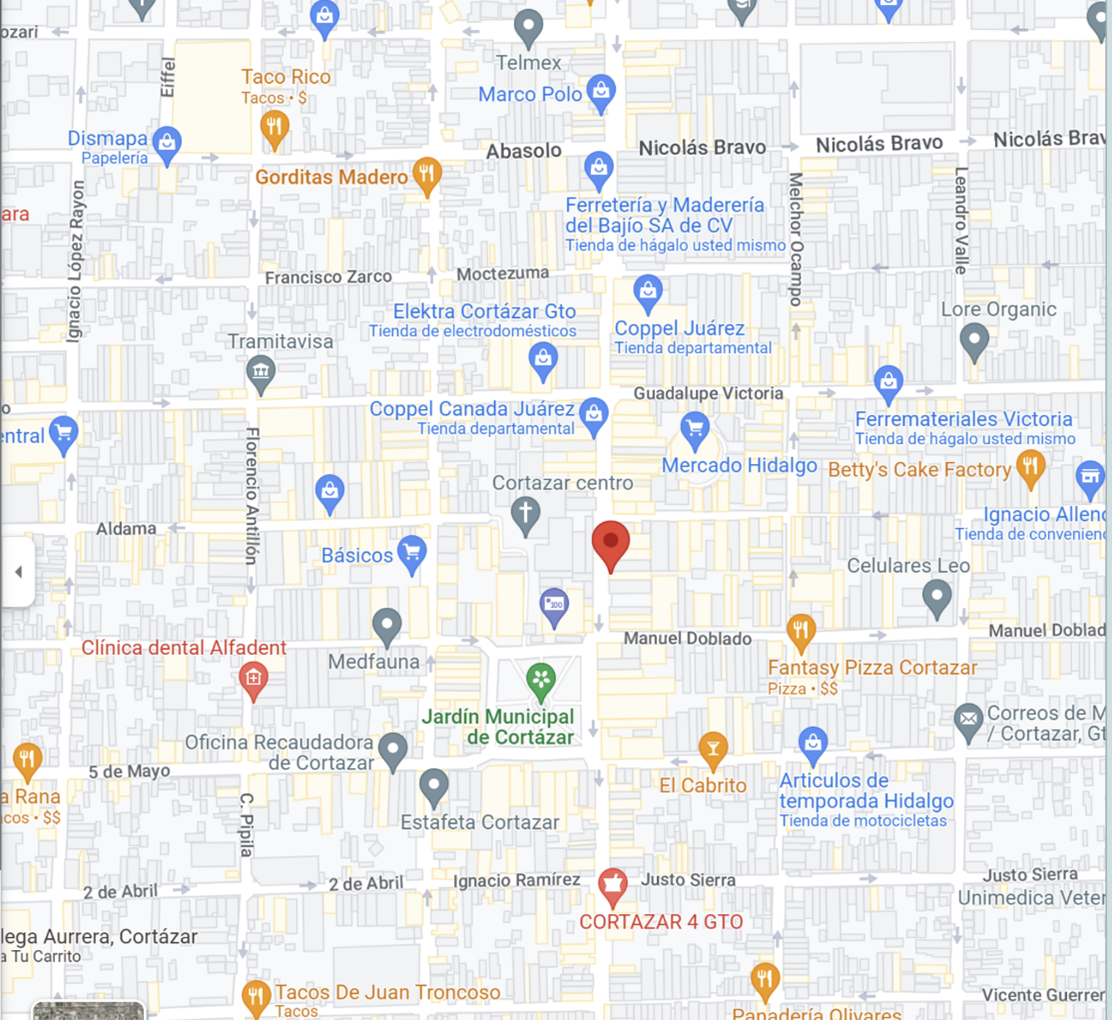 Eiffel
Telmex
Taco Rico
Tacos • $
Marco Polo
Dismapa
Papelería
Abasolo
Nicolás Bravo
Nicolás Bravo
Gorditas Madero
Ferretería y Maderería
del Bajío SA de CV
Tienda de hágalo usted mismo
Ignacio López Rayon
Melchor Ocampo
Leandro Valle
Francisco Zarco
Moctezuma
Elektra Cortázar Gto
Tienda de electrodomésticos
Coppel Juárez
Tienda departamental
Lore Organic
Tramitavisa
Guadalupe Victoria
Coppel Canada Juárez
Tienda departamental
Ferremateriales Victoria
Tienda de hágalo usted mismo
Mercado Hidalgo
Betty's Cake Factory
Florencio Antillón
Cortazar centro
Ignacio Allend
Tienda de convenienc
Aldama
Básicos
Celulares Leo
100
Manuel Doblado
Manuel Doblad
Clínica dental Alfadent
Medfauna
Fantasy Pizza Cortazar
Pizza • $$
Jardín Municipal
de Cortázar
Correos de M
/ Cortazar, Gt
Oficina Recaudadora
de Cortazar
5 de Mayo
El Cabrito
Articulos de
temporada Hidalgo
Tienda de motocicletas
a Rana
acos • $$
C. Pipila
Estafeta Cortazar
2 de Abril
2 de Abril
Ignacio Ramírez
Justo Sierra
Justo Sierra
Unimedica Veter
CORTAZAR 4 GTO
lega Aurrera, Cortázar
a Tu Carrito
Tacos De Juan Troncoso
Tacos
Vicente Guerrer
Panadería Olivares